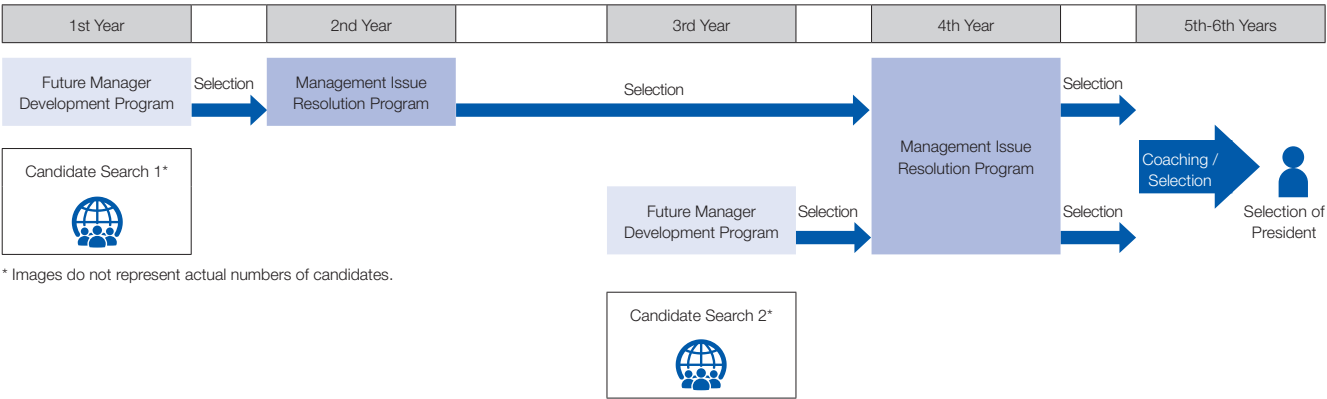 1st Year
2nd Year
3rd Year
4th Year
5th-6th Years
Future Manager
Development Program
Selection
Management Issue
Resolution Program
Selection
Management Issue
Resolution Program
Selection
Candidate Search 1*
Future Manager
Development Program
Selection
Selection
Coaching /
Selection
Selection of
President
* Images do not represent actual numbers of candidates.
Candidate Search 2*